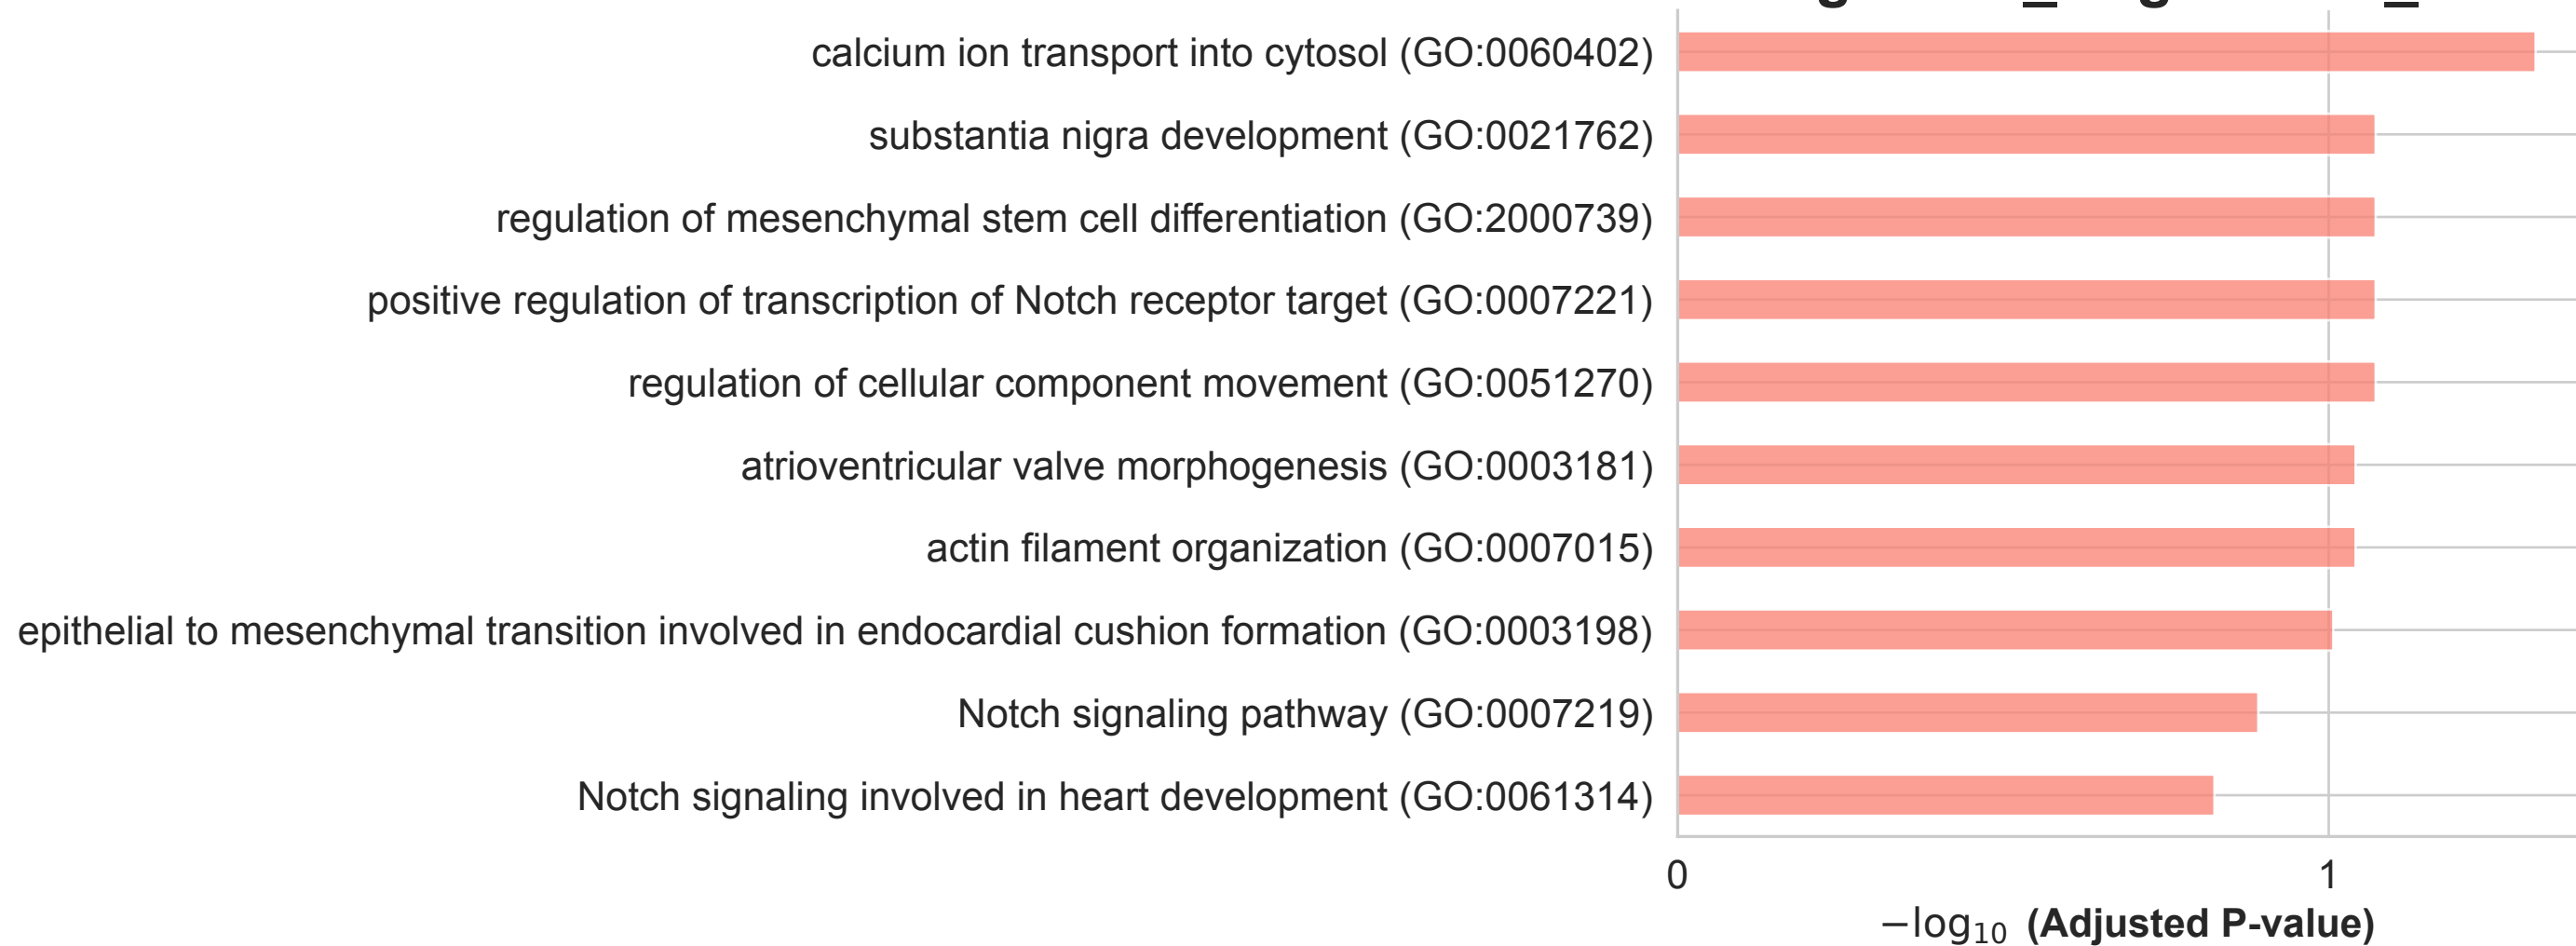 calcium ion transport into cytosol (GO:0060402)
substantia nigra development (GO:0021762)
regulation of mesenchymal stem cell differentiation (GO:2000739)
positive regulation of transcription of Notch receptor target (GO:0007221)
regulation of cellular component movement (GO:0051270)
atrioventricular valve morphogenesis (GO:0003181)
actin filament organization (GO:0007015)
epithelial to mesenchymal transition involved in endocardial cushion formation (GO:0003198)
Notch signaling pathway (GO:0007219)
Notch signaling involved in heart development (GO:0061314)
0 1
−log₁₀ (Adjusted P-value)